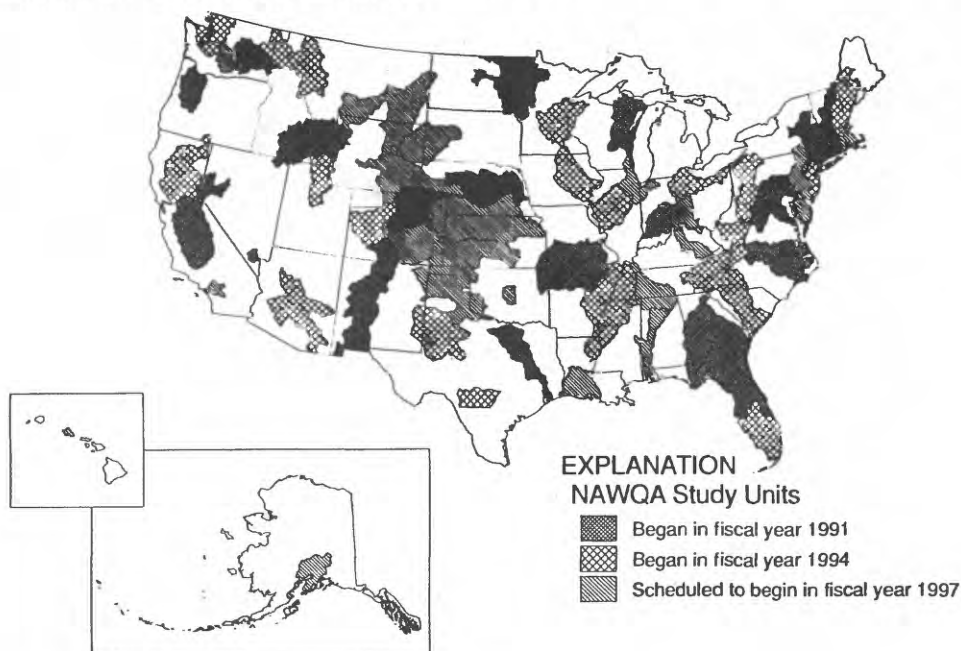 EXPLANATION
NAWQA Study Units
Began in fiscal year 1991
Began in fiscal year 1994
Scheduled to begin in fiscal year 1997